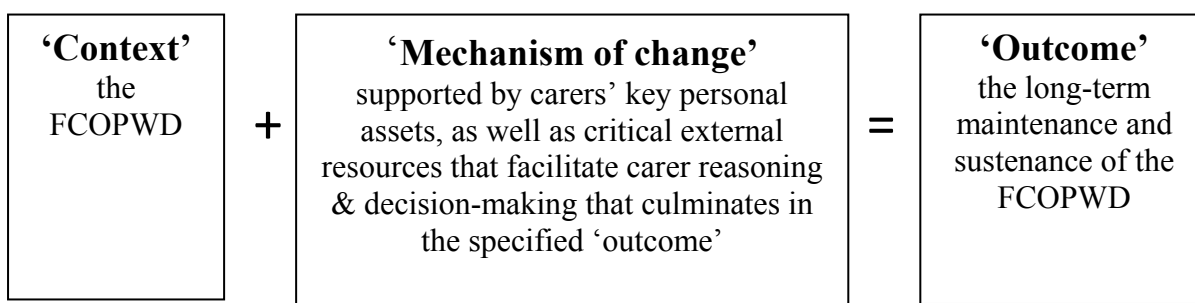 ‘Context’
the
FCOPWD
+
‘Mechanism of change’
supported by carers’ key personal
assets, as well as critical external
resources that facilitate carer reasoning
& decision-making that culminates in
the specified ‘outcome’
=
‘Outcome’
the long-term
maintenance and
sustenance of the
FCOPWD